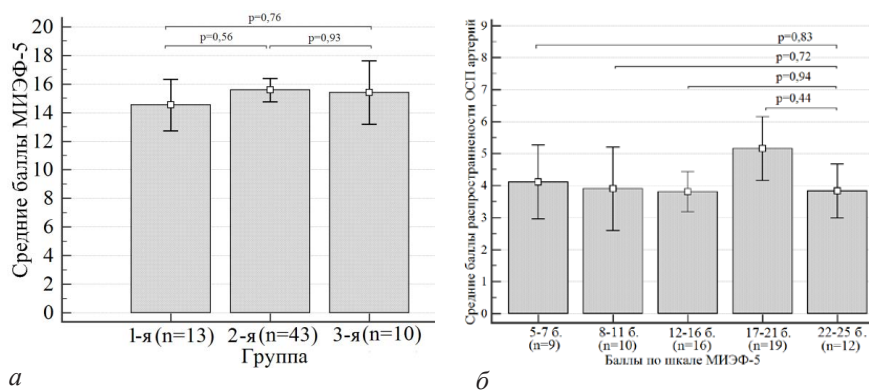 p=0,76
p=0,56
p=0,93
20
18
16
14
12
10
8
6
4
2
0
Средние баллы МИЭФ-5
1-я (n=13) 2-я (n=43) 3-я (n=10)
Группа
а
p=0,83
p=0,72
p=0,94
p=0,44
9
8
7
6
5
4
3
2
1
0
Средние баллы распространенности ОСП артерий
5-7 б. 8-11 б. 12-16 б. 17-21 б. 22-25 б.
(n=9) (n=10) (n=16) (n=19) (n=12)
Баллы по шкале МИЭФ-5
б